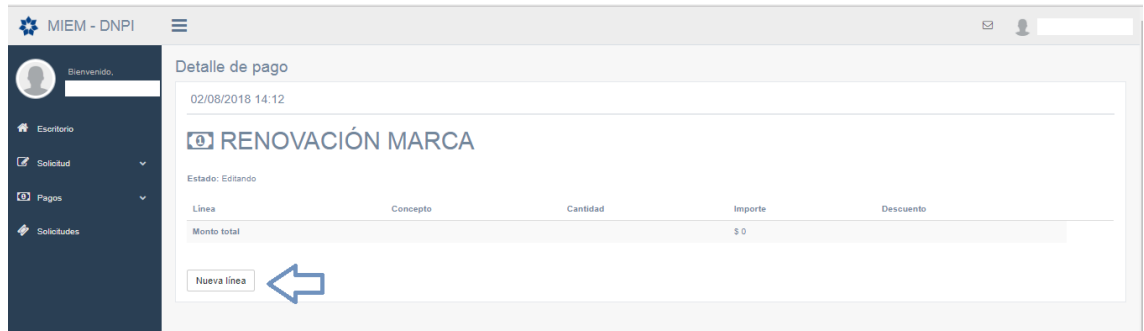 MIEM - DNPI
Bienvenido,
Escritorio
Solicitud
Pagos
Solicitudes
Detalle de pago
02/08/2018 14:12
RENOVACIÓN MARCA
Estado: Editando
Línea Concepto Cantidad Importe Descuento
Monto total $ 0
Nueva línea